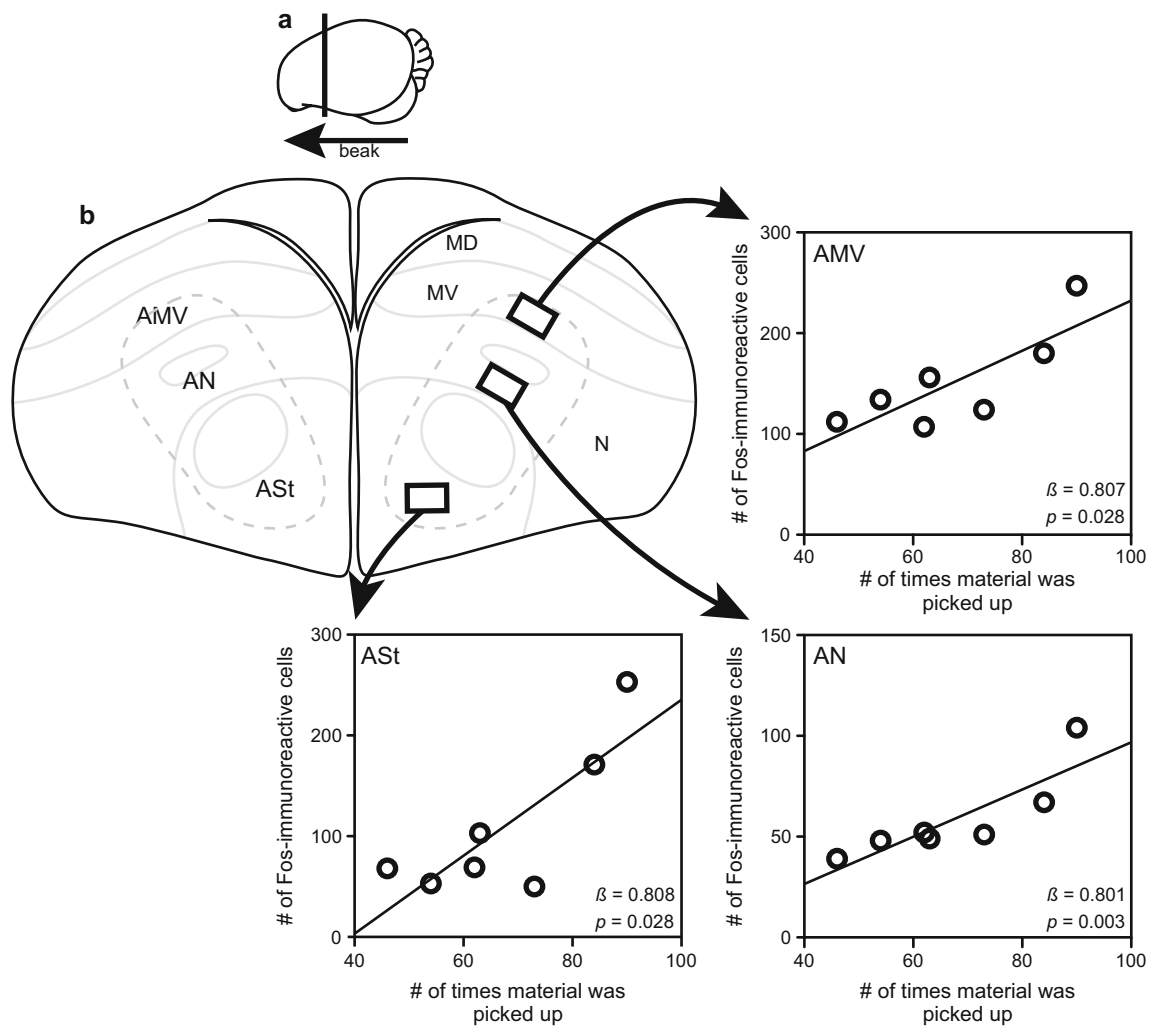 a
beak
b
MD
MV
AMV
AN
N
ASt
300
200
100
0
40
60
80
100
AMV
# of Fos-immunoreactive cells
ß = 0.807
p = 0.028
# of times material was
picked up
300
200
100
0
40
60
80
100
ASt
# of Fos-immunoreactive cells
ß = 0.808
p = 0.028
# of times material was
picked up
150
100
50
0
40
60
80
100
AN
# of Fos-immunoreactive cells
ß = 0.801
p = 0.003
# of times material was
picked up